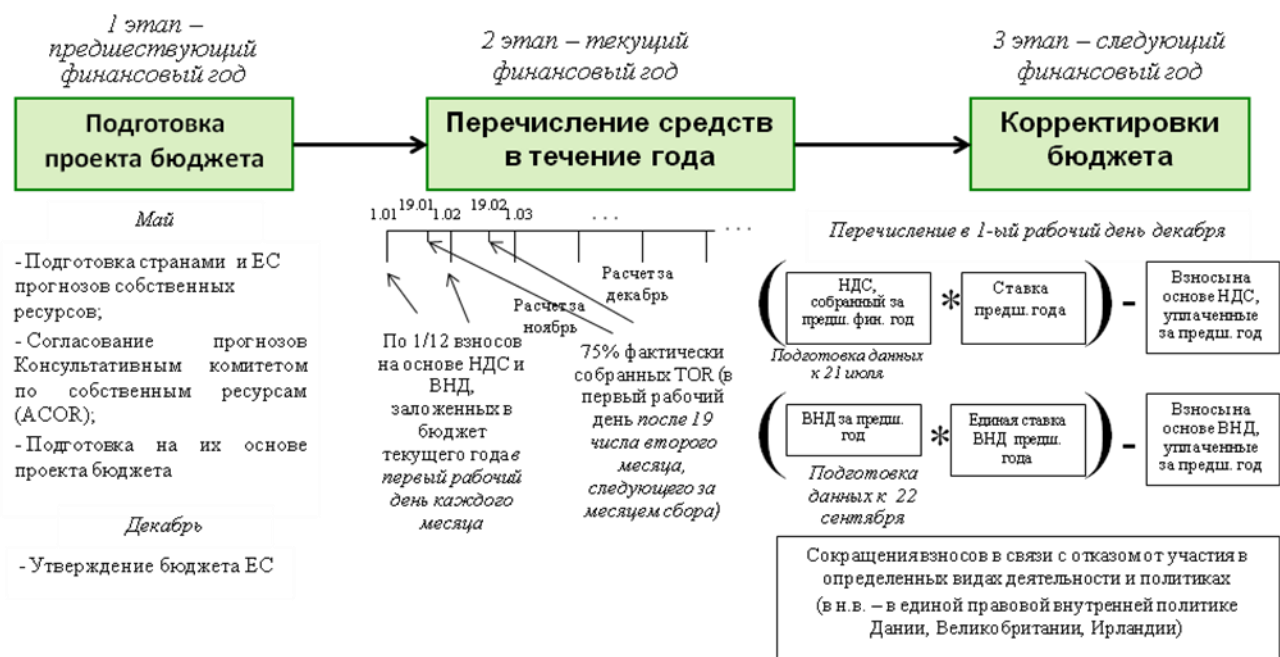 1 этап –
предшествующий
финансовый год
Подготовка
проекта бюджета
Май
- Подготовка странами и ЕС
прогнозов собственных
ресурсов;
- Согласование прогнозов
Консультативным комитетом
по собственным ресурсам
(ACOR);
- Подготовка на их основе
проекта бюджета
Декабрь
- Утверждение бюджета ЕС
2 этап – текущий
финансовый год
Перечисление средств
в течение года
1.01 19.01 1.02 19.02 1.03 . . . . . .
Расчет за
ноябрь
Расчет за
декабрь
По 1/12 взносов
на основе НДС и
ВНД,
заложенных в
бюджет
текущего года в
первый рабочий
день каждого
месяца
75% фактически
собранных TOR (в
первый рабочий
день после 19
числа второго
месяца,
следующего за
месяцем сбора)
3 этап – следующий
финансовый год
Корректировки
бюджета
Перечисление в 1-ый рабочий день декабря
(
НДС,
собранный за
предш. фин. год
*
Ставка
предш. года
)
-
Взносы на
основе НДС,
уплаченные
за предш. год
Подготовка данных
к 21 июля
(
ВНД за предш.
год
*
Единая ставка
ВНД предш.
года
)
-
Взносы на
основе ВНД,
уплаченные
за предш. год
Подготовка
данных к 22
сентября
Сокращения взносов в связи с отказом от участия в
определенных видах деятельности и политиках
(в н.в. – в единой правовой внутренней политике
Дании, Великобритании, Ирландии)